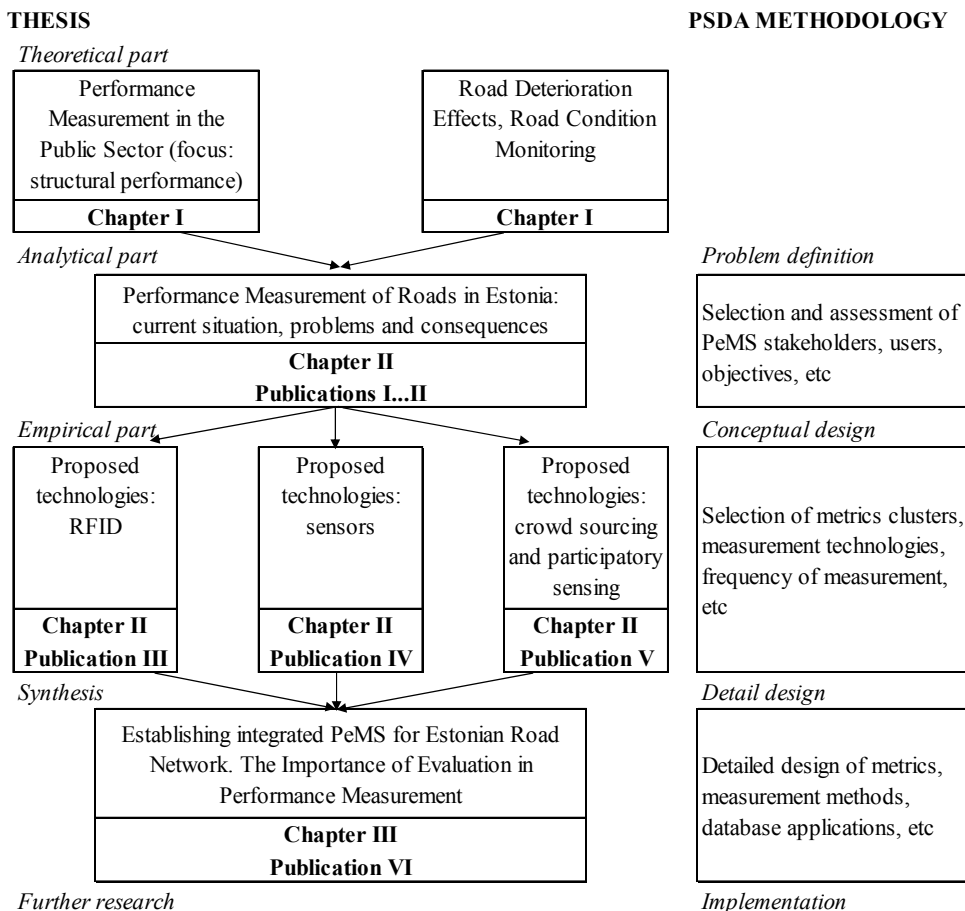 THESIS
PSDA METHODOLOGY
Theoretical part
Performance
Measurement in the
Public Sector (focus:
structural performance)
Chapter I
Road Deterioration
Effects, Road Condition
Monitoring
Chapter I
Analytical part
Problem definition
Performance Measurement of Roads in Estonia:
current situation, problems and consequences
Chapter II
Publications I...II
Selection and assessment of
PeMS stakeholders, users,
objectives, etc
Empirical part
Conceptual design
Proposed
technologies:
RFID
Chapter II
Publication III
Proposed
technologies:
sensors
Chapter II
Publication IV
Proposed
technologies:
crowd sourcing
and participatory
sensing
Chapter II
Publication V
Selection of metrics clusters,
measurement technologies,
frequency of measurement,
etc
Synthesis
Detail design
Establishing integrated PeMS for Estonian Road
Network. The Importance of Evaluation in
Performance Measurement
Chapter III
Publication VI
Detailed design of metrics,
measurement methods,
database applications, etc
Further research
Implementation